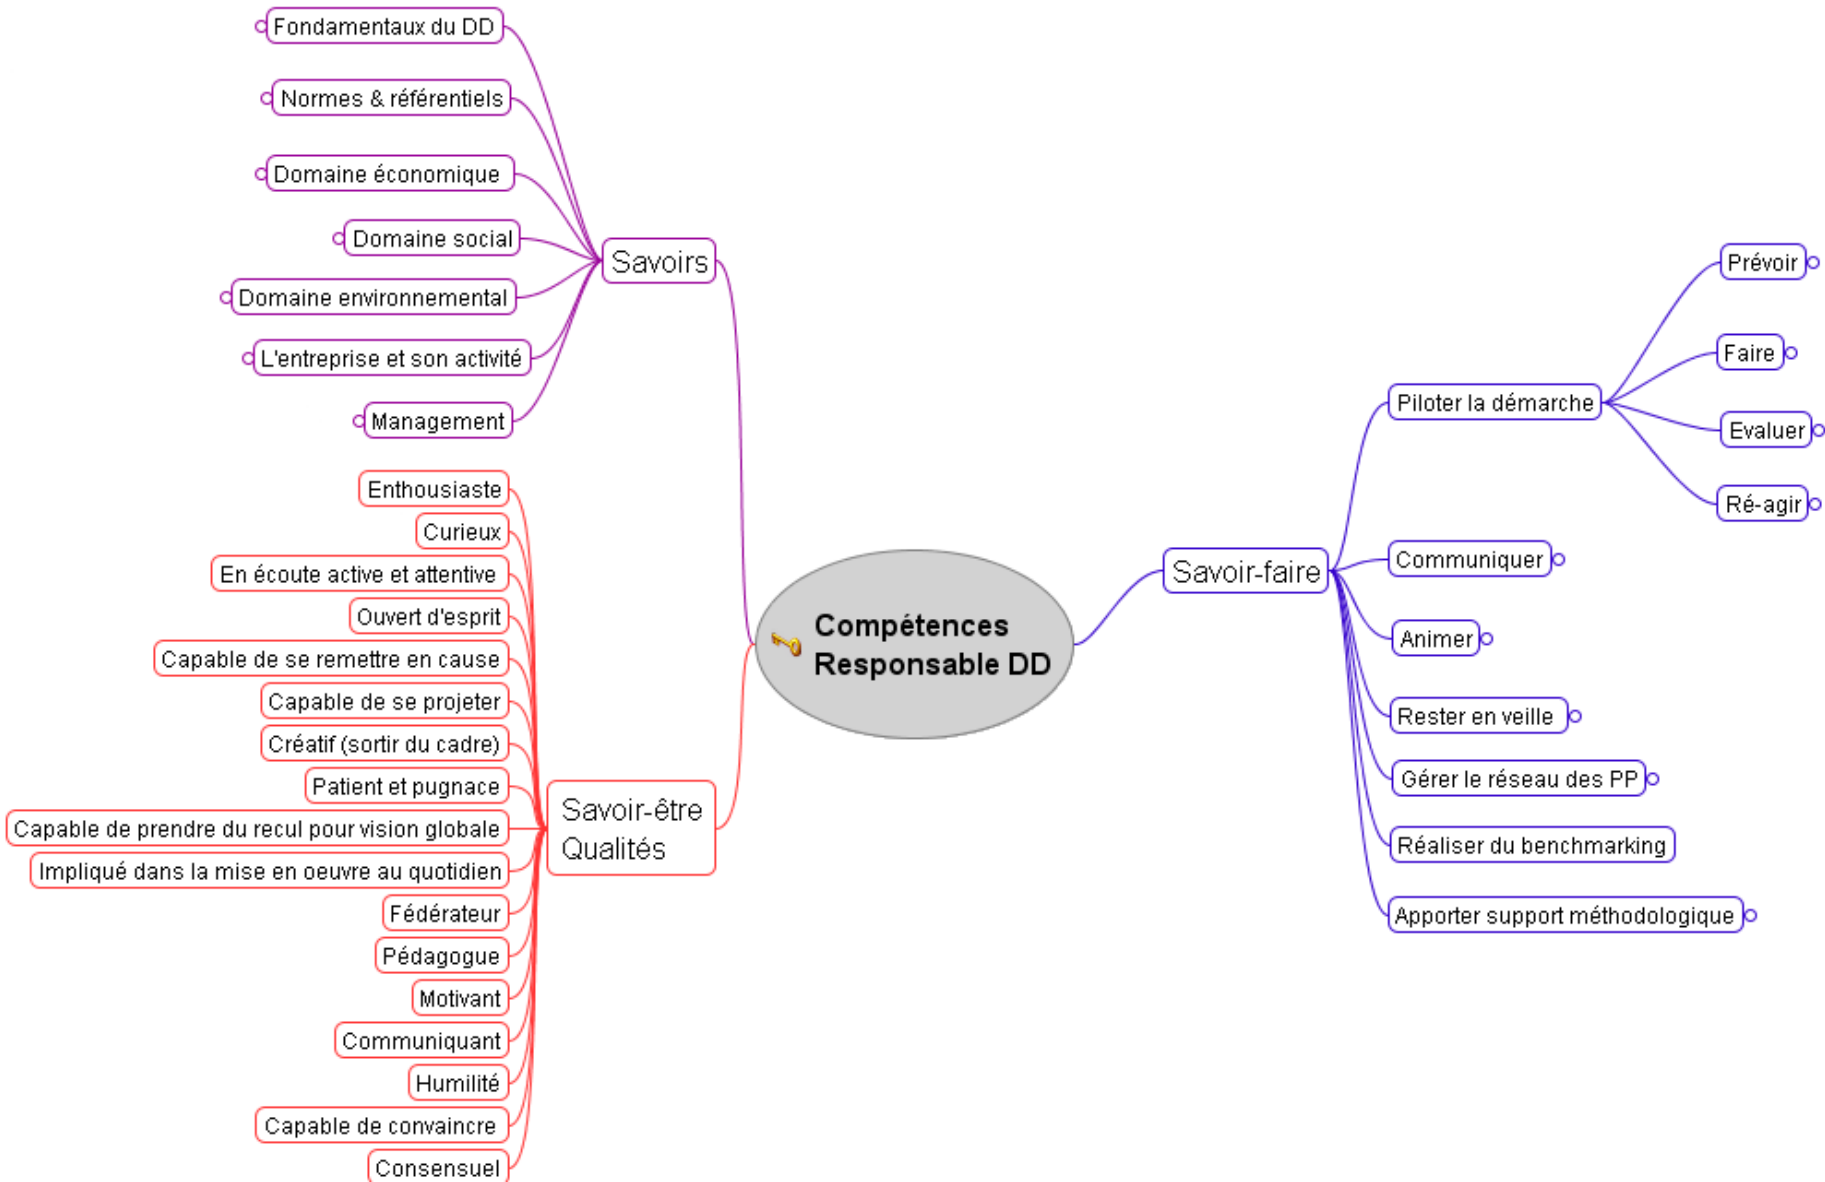 Fondamentaux du DD
Normes & référentiels
Domaine économique
Domaine social
Domaine environnemental
L'entreprise et son activité
Management
Savoirs
Enthousiaste
Curieux
En écoute active et attentive
Ouvert d'esprit
Capable de se remettre en cause
Capable de se projeter
Créatif (sortir du cadre)
Patient et pugnace
Capable de prendre du recul pour vision globale
Impliqué dans la mise en oeuvre au quotidien
Fédérateur
Pédagogue
Motivant
Communiquant
Humilité
Capable de convaincre
Consensuel
Savoir-être
Qualités
Compétences
Responsable DD
Savoir-faire
Piloter la démarche
Prévoir
Faire
Evaluer
Ré-agir
Communiquer
Animer
Rester en veille
Gérer le réseau des PP
Réaliser du benchmarking
Apporter support méthodologique